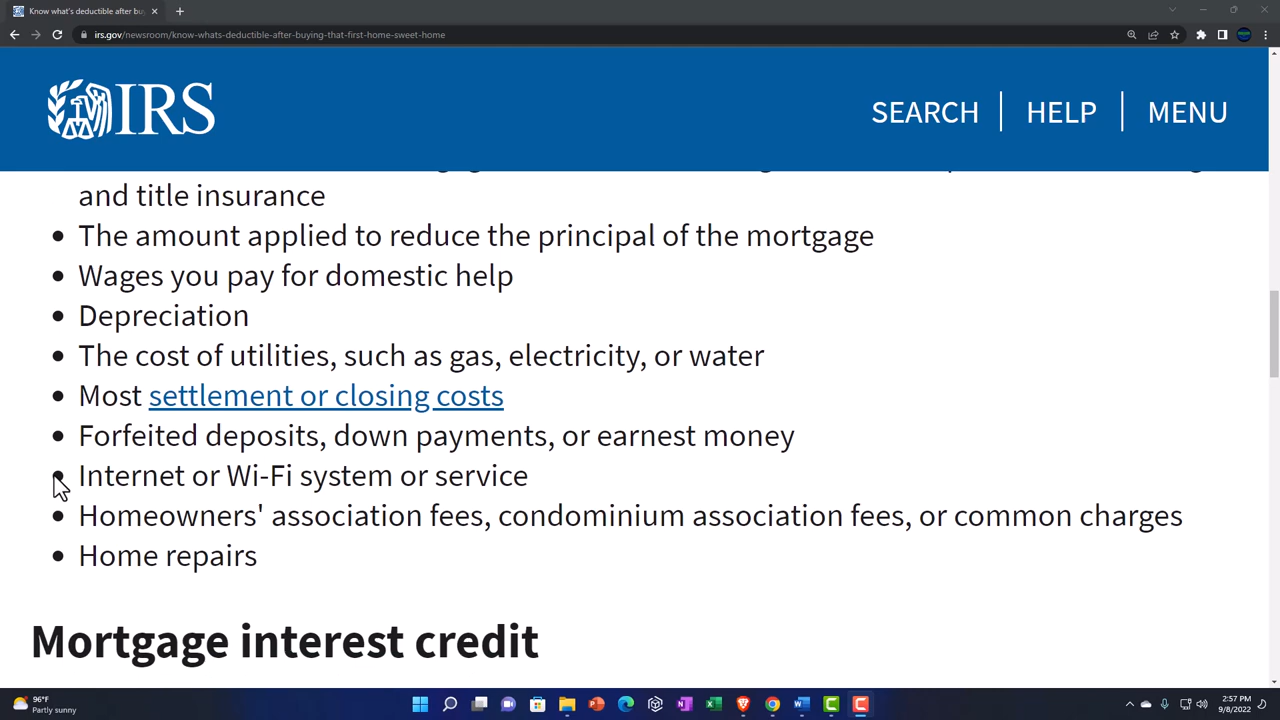 Know what's deductible after bu
irs.gov/newsroom/know-whats-deductible-after-buying-that-first-home-sweet-home
IRS
SEARCH
HELP
MENU
and title insurance
• The amount applied to reduce the principal of the mortgage
• Wages you pay for domestic help
• Depreciation
• The cost of utilities, such as gas, electricity, or water
• Most settlement or closing costs
• Forfeited deposits, down payments, or earnest money
• Internet or Wi-Fi system or service
• Homeowners' association fees, condominium association fees, or common charges
• Home repairs
Mortgage interest credit
96°F
Partly sunny
2:57 PM
9/8/2022